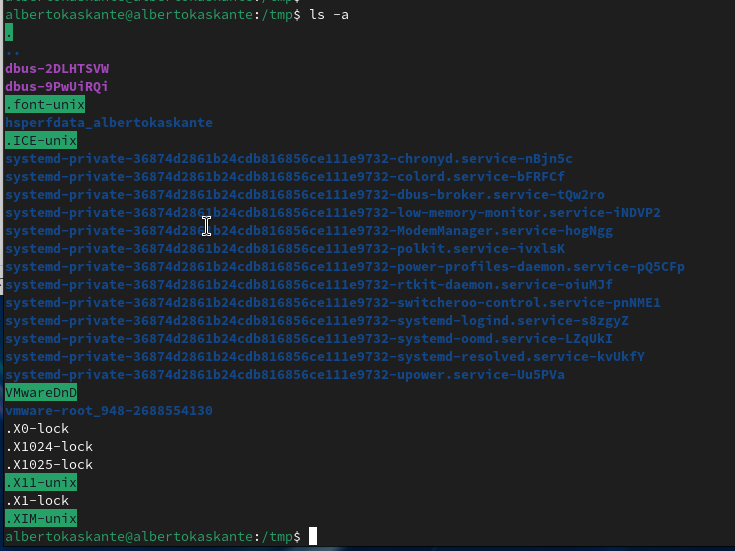 albertokaskante@albertokaskante:/tmp$ ls -a
.
..
dbus-2DLHTSVW
dbus-9PwUiRQi
.font-unix
hsperfdata_albertokaskante
.ICE-unix
systemd-private-36874d2861b24cdb816856ce111e9732-chronyd.service-nBjn5c
systemd-private-36874d2861b24cdb816856ce111e9732-colord.service-bFRFCf
systemd-private-36874d2861b24cdb816856ce111e9732-dbus-broker.service-tQw2ro
systemd-private-36874d2861b24cdb816856ce111e9732-low-memory-monitor.service-iNDVP2
systemd-private-36874d2861b24cdb816856ce111e9732-ModemManager.service-hogNgg
systemd-private-36874d2861b24cdb816856ce111e9732-polkit.service-ivxlsK
systemd-private-36874d2861b24cdb816856ce111e9732-power-profiles-daemon.service-pQ5CFp
systemd-private-36874d2861b24cdb816856ce111e9732-rtkit-daemon.service-oiuMJf
systemd-private-36874d2861b24cdb816856ce111e9732-switcheroo-control.service-pnNME1
systemd-private-36874d2861b24cdb816856ce111e9732-systemd-logind.service-s8zgyZ
systemd-private-36874d2861b24cdb816856ce111e9732-systemd-oomd.service-LZqUkI
systemd-private-36874d2861b24cdb816856ce111e9732-systemd-resolved.service-kvUkfY
systemd-private-36874d2861b24cdb816856ce111e9732-upower.service-Uu5PVa
VMwareDnD
vmware-root_948-2688554130
.X0-lock
.X1024-lock
.X1025-lock
.X11-unix
.X1-lock
.XIM-unix
albertokaskante@albertokaskante:/tmp$